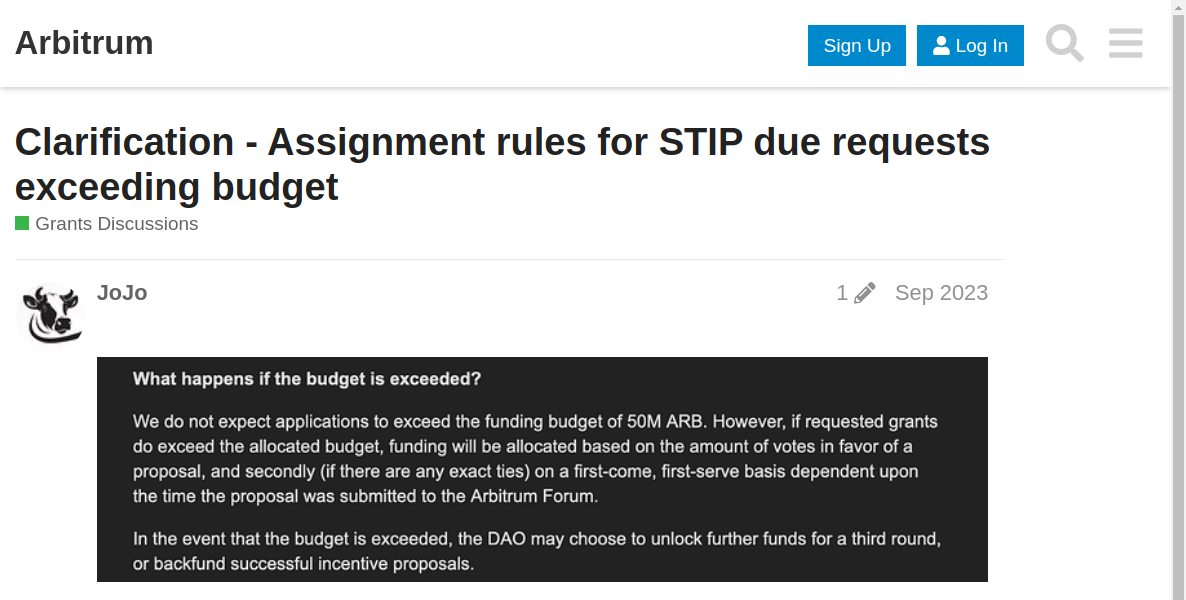 Arbitrum
Sign Up
Log In
Clarification - Assignment rules for STIP due requests
exceeding budget
Grants Discussions
JoJo
1
Sep 2023
What happens if the budget is exceeded?
We do not expect applications to exceed the funding budget of 50M ARB. However, if requested grants
do exceed the allocated budget, funding will be allocated based on the amount of votes in favor of a
proposal, and secondly (if there are any exact ties) on a first-come, first-serve basis dependent upon
the time the proposal was submitted to the Arbitrum Forum.
In the event that the budget is exceeded, the DAO may choose to unlock further funds for a third round,
or backfund successful incentive proposals.